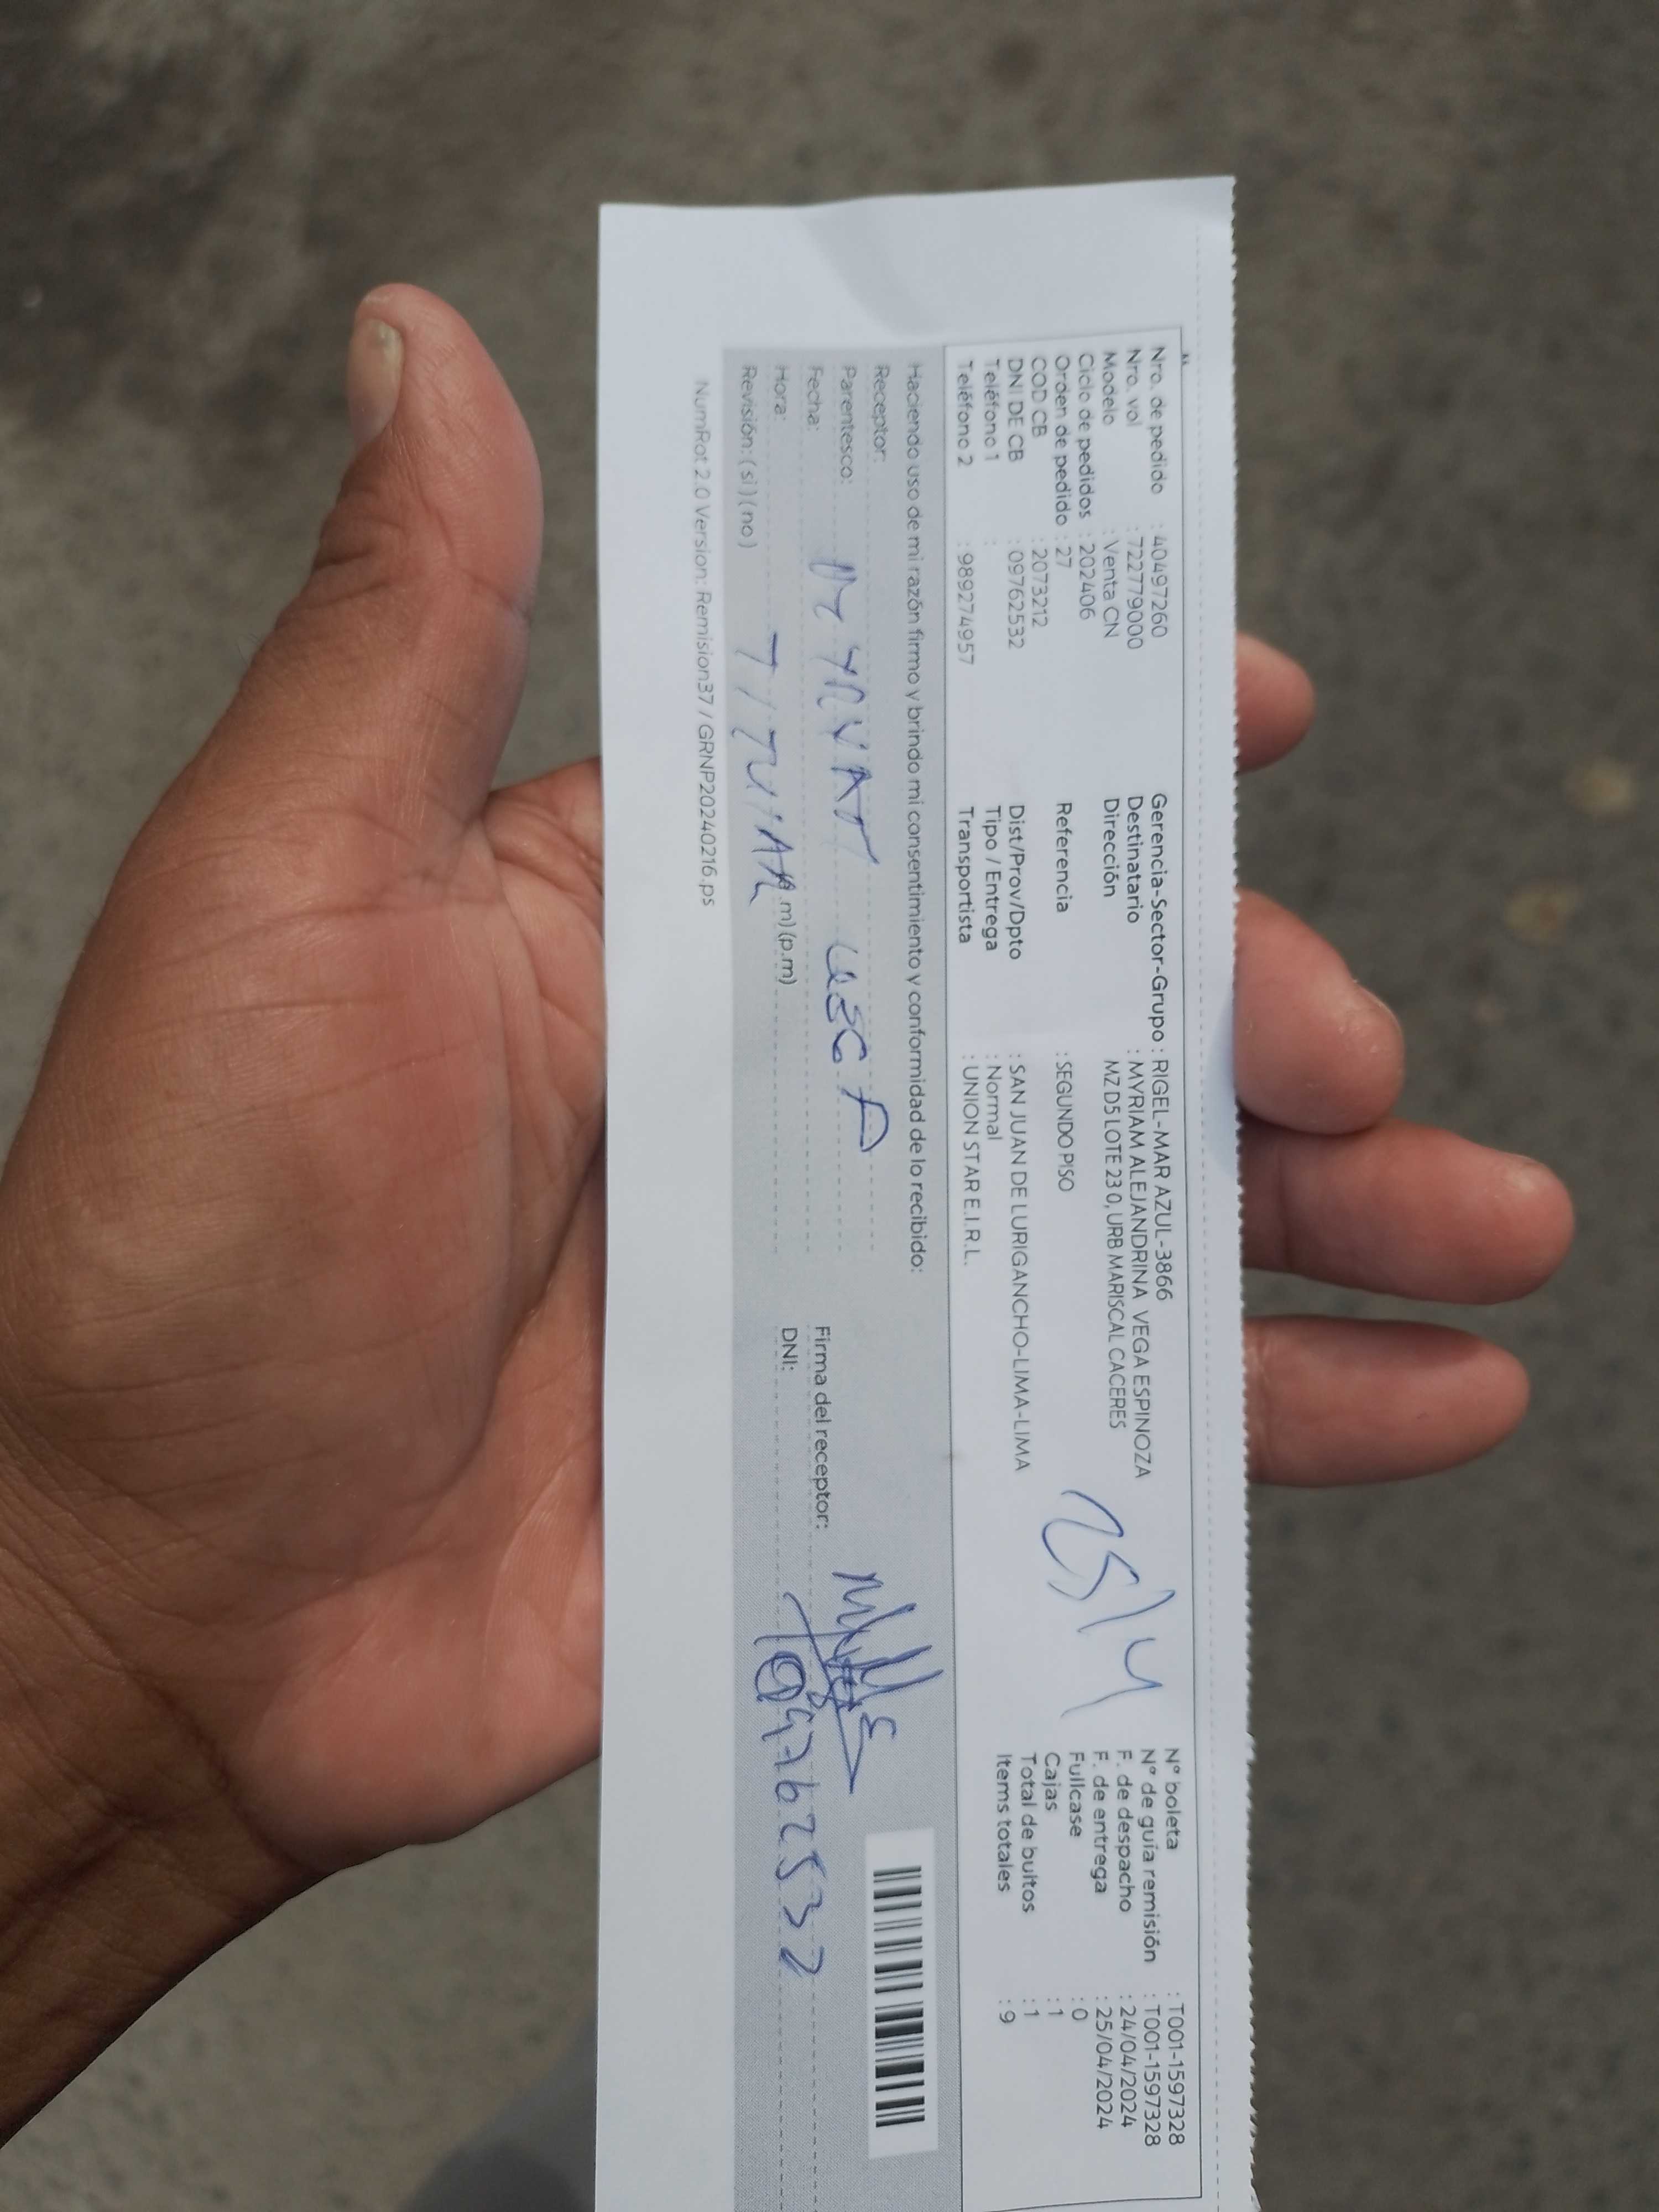 Nro. de pedido : 40497260
Nro. vol : 722779000
Modelo : Venta CN
Ciclo de pedidos : 202406
Orden de pedido : 27
COD CB : 2073212
DNI DE CB : 09762532
Teléfono 1 :
Teléfono 2 : 989274957
Gerencia-Sector-Grupo : RIGEL-MAR AZUL-3866
Destinatario : MYRIAM ALEJANDRINA VEGA ESPINOZA
Dirección MZ D5 LOTE 23 0, URB MARISCAL CACERES
Referencia : SEGUNDO PISO
Dist/Prov/Dpto : SAN JUAN DE LURIGANCHO-LIMA-LIMA
Tipo / Entrega : Normal
Transportista : UNION STAR E.I.R.L.
25/4
N° boleta : T001-1597328
N° de guía remisión : T001-1597328
F. de despacho : 24/04/2024
F. de entrega : 25/04/2024
Fullcase : 0
Cajas : 1
Total de bultos : 1
Items totales : 9
Haciendo uso de mi razón firmo y brindo mi consentimiento y conformidad de lo recibido:
Receptor:
Parentesco:
Fecha:
Hora: .m) (p.m)
Revisión: (si) (no)
Firma del receptor:
DNI: 09762532
NumRot 2.0 Version: Remision37 / GRNP20240216.ps